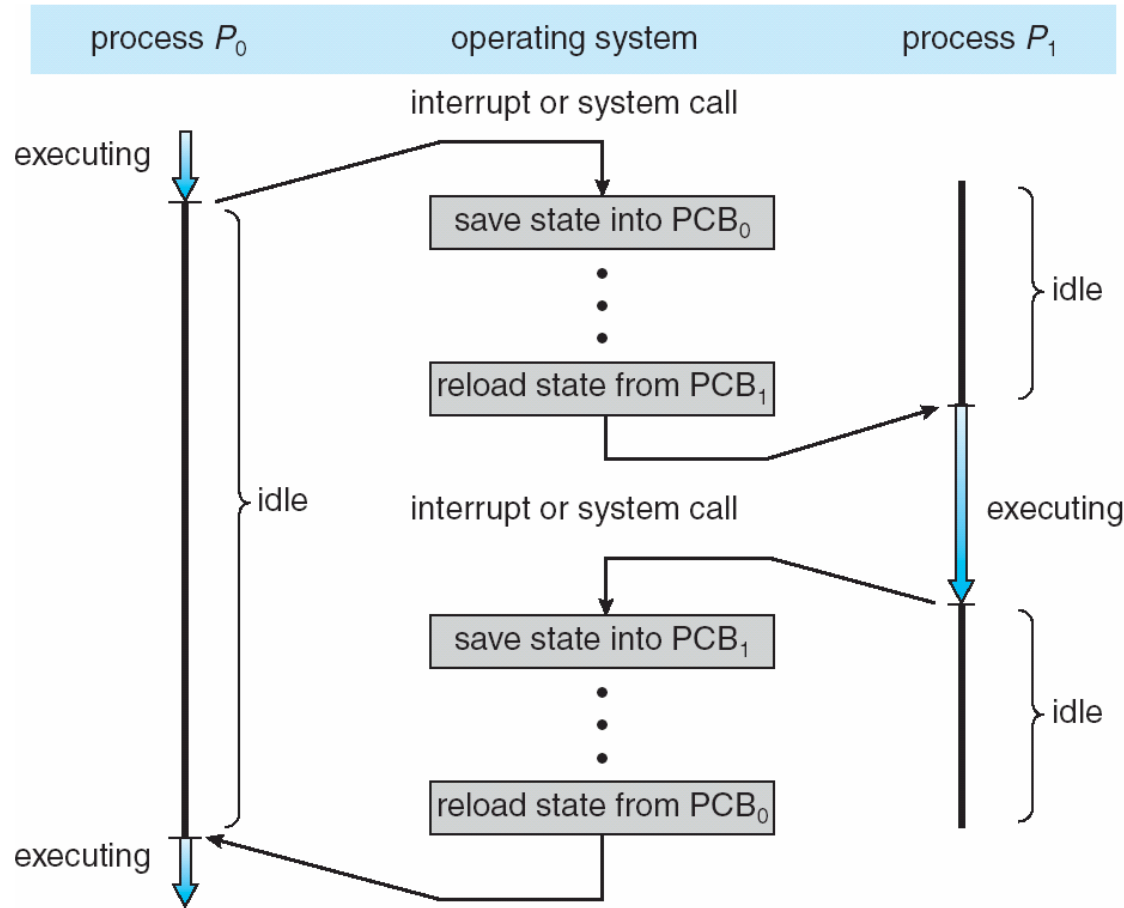 process P₀
operating system
process P₁
interrupt or system call
executing
save state into PCB₀
idle
reload state from PCB₁
idle
interrupt or system call
executing
save state into PCB₁
idle
reload state from PCB₀
executing